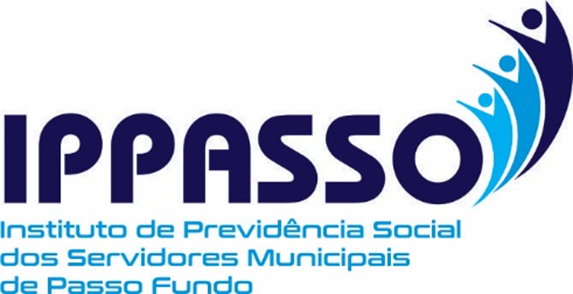 IPPASSO
Instituto de Previdência Social
dos Servidores Municipais
de Passo Fundo